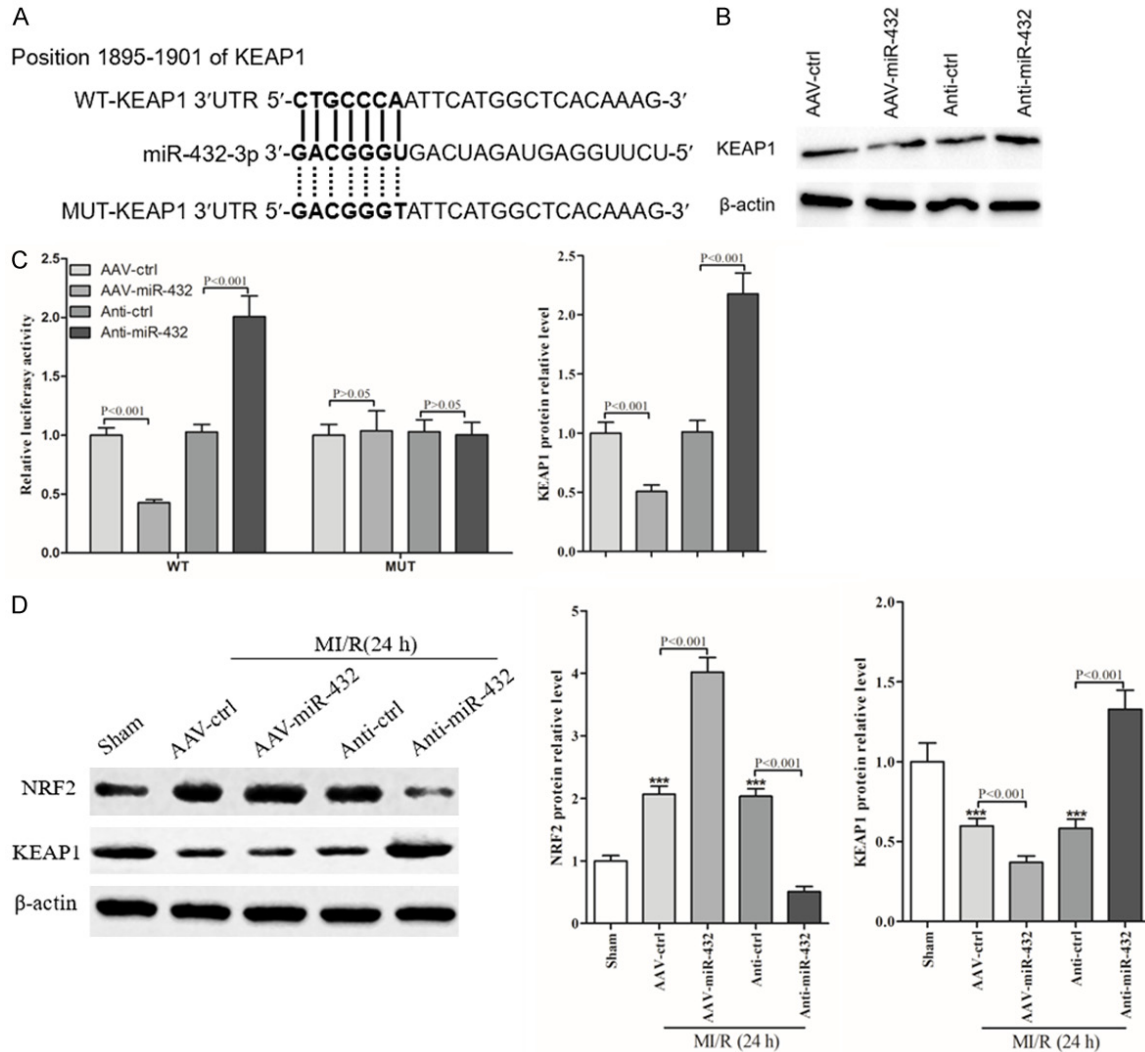 A
Position 1895-1901 of KEAP1
WT-KEAP1 3′UTR 5′-CTGCCCAATTCATGGCTCACAAAG-3′
miR-432-3p 3′-GACGGGUGACUAGAUGAGGUUCU-5′
MUT-KEAP1 3′UTR 5′-GACGGGTATTCATGGCTCACAAAG-3′
B
AAV-ctrl
AAV-miR-432
Anti-ctrl
Anti-miR-432
KEAP1
β-actin
C
Relative luciferasy activity
2.5
2.0
1.5
1.0
0.5
0.0
AAV-ctrl
AAV-miR-432
Anti-ctrl
Anti-miR-432
P<0.001
P<0.001
P>0.05
P>0.05
WT
MUT
KEAP1 protein relative level
2.5
2.0
1.5
1.0
0.5
0.0
P<0.001
P<0.001
D
MI/R(24 h)
Sham
AAV-ctrl
AAV-miR-432
Anti-ctrl
Anti-miR-432
NRF2
KEAP1
β-actin
NRF2 protein relative level
5
4
3
2
1
0
P<0.001
***
***
P<0.001
Sham
AAV-ctrl
AAV-miR-432
Anti-ctrl
Anti-miR-432
MI/R (24 h)
KEAP1 protein relative level
2.0
1.5
1.0
0.5
0.0
P<0.001
P<0.001
***
***
Sham
AAV-ctrl
AAV-miR-432
Anti-ctrl
Anti-miR-432
MI/R (24 h)